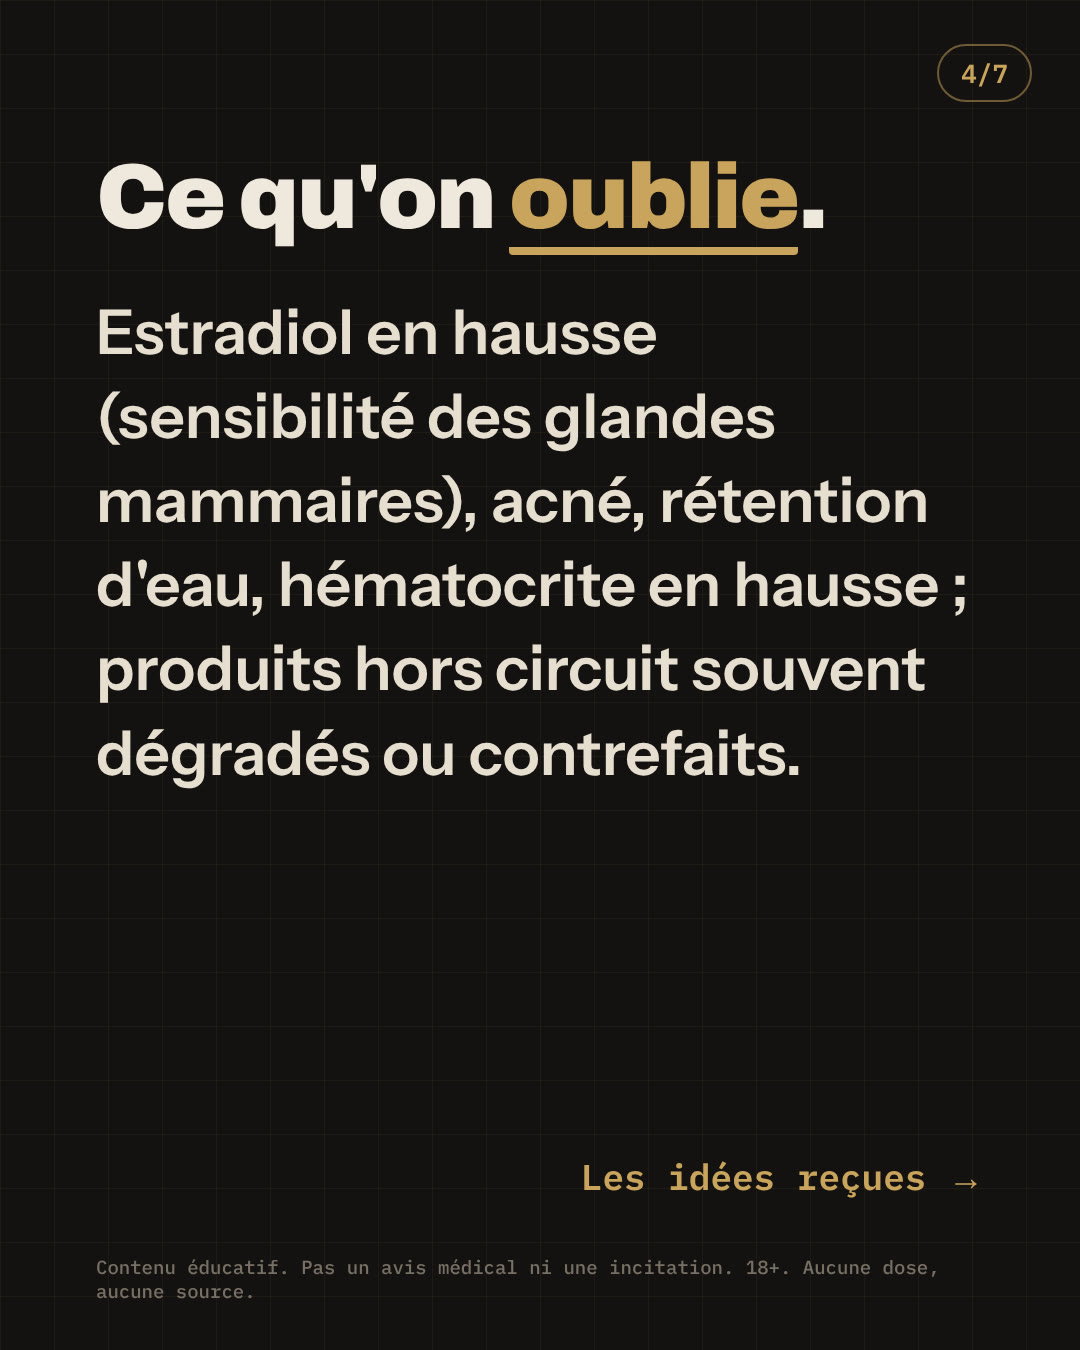 4/7
Ce qu'on oublie.
Estradiol en hausse
(sensibilité des glandes
mammaires), acné, rétention
d'eau, hématocrite en hausse ;
produits hors circuit souvent
dégradés ou contrefaits.
Les idées reçues →
Contenu éducatif. Pas un avis médical ni une incitation. 18+. Aucune dose,
aucune source.